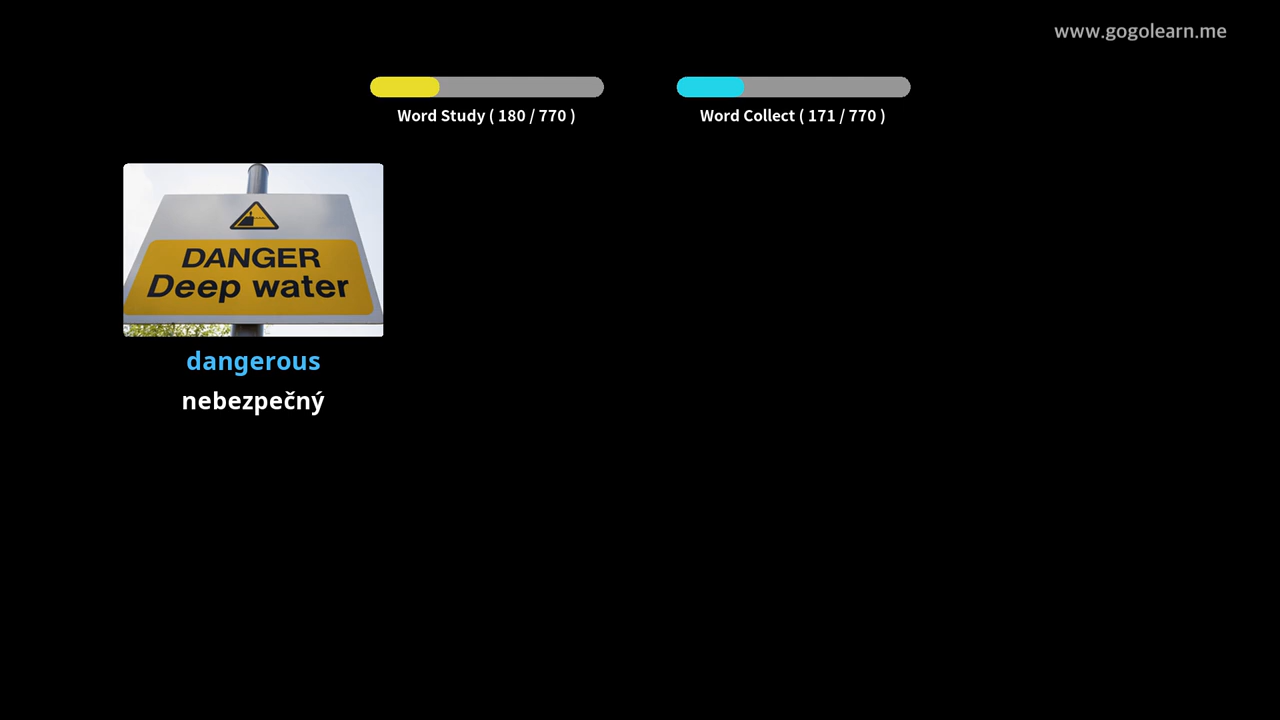 www.gogolearn.me
Word Study ( 180 / 770 )
Word Collect ( 171 / 770 )
DANGER
Deep water
dangerous
nebezpečný